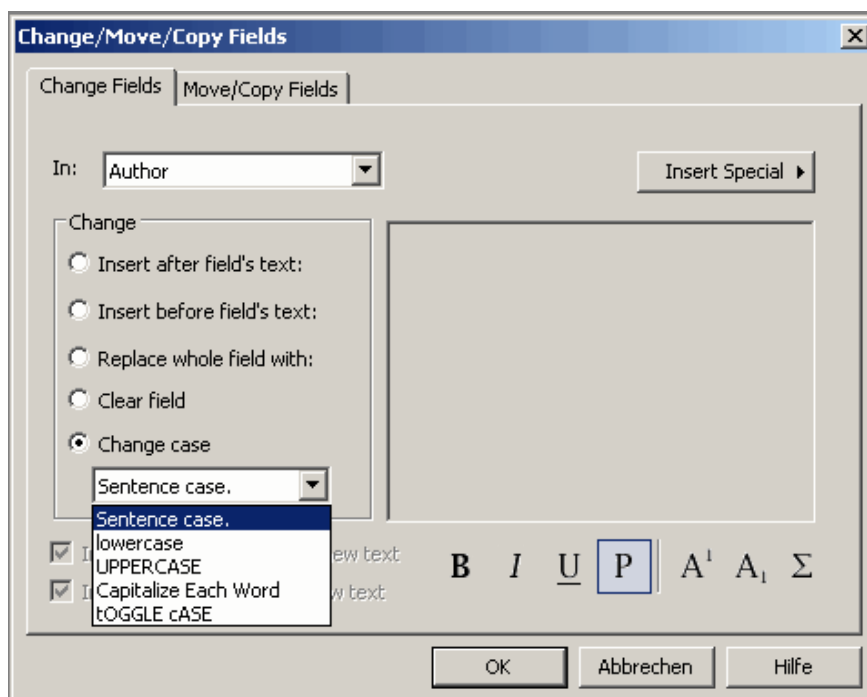 Change/Move/Copy Fields
Change Fields
Move/Copy Fields
In:
Author
Insert Special
Change
Insert after field's text:
Insert before field's text:
Replace whole field with:
Clear field
Change case
Sentence case.
Sentence case.
lowercase
UPPERCASE
Capitalize Each Word
tOGGLE cASE
text
text
B I U P A¹ A₁ Σ
OK Abbrechen Hilfe